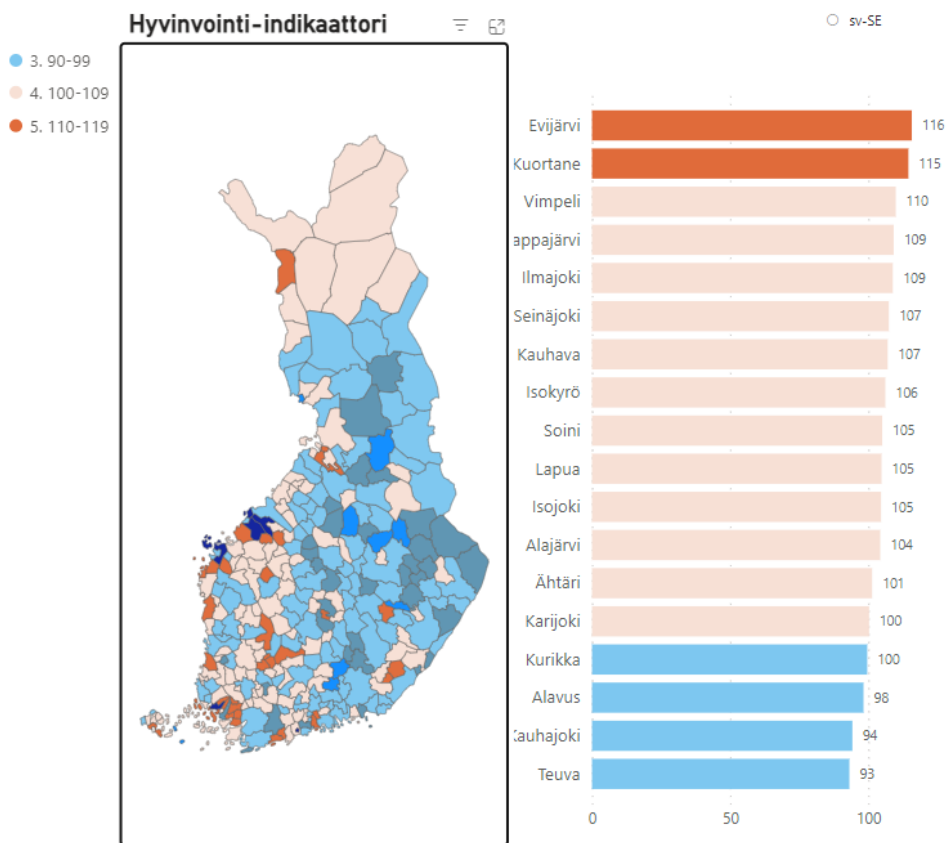 Hyvinvointi-indikaattori
sv-SE
3. 90-99
4. 100-109
5. 110-119
Evijärvi 116
Kuortane 115
Vimpeli 110
appajärvi 109
Ilmajoki 109
Seinäjoki 107
Kauhava 107
Isokyrö 106
Soini 105
Lapua 105
Isojoki 105
Alajärvi 104
Ähtäri 101
Karijoki 100
Kurikka 100
Alavus 98
Kauhajoki 94
Teuva 93
0 50 100